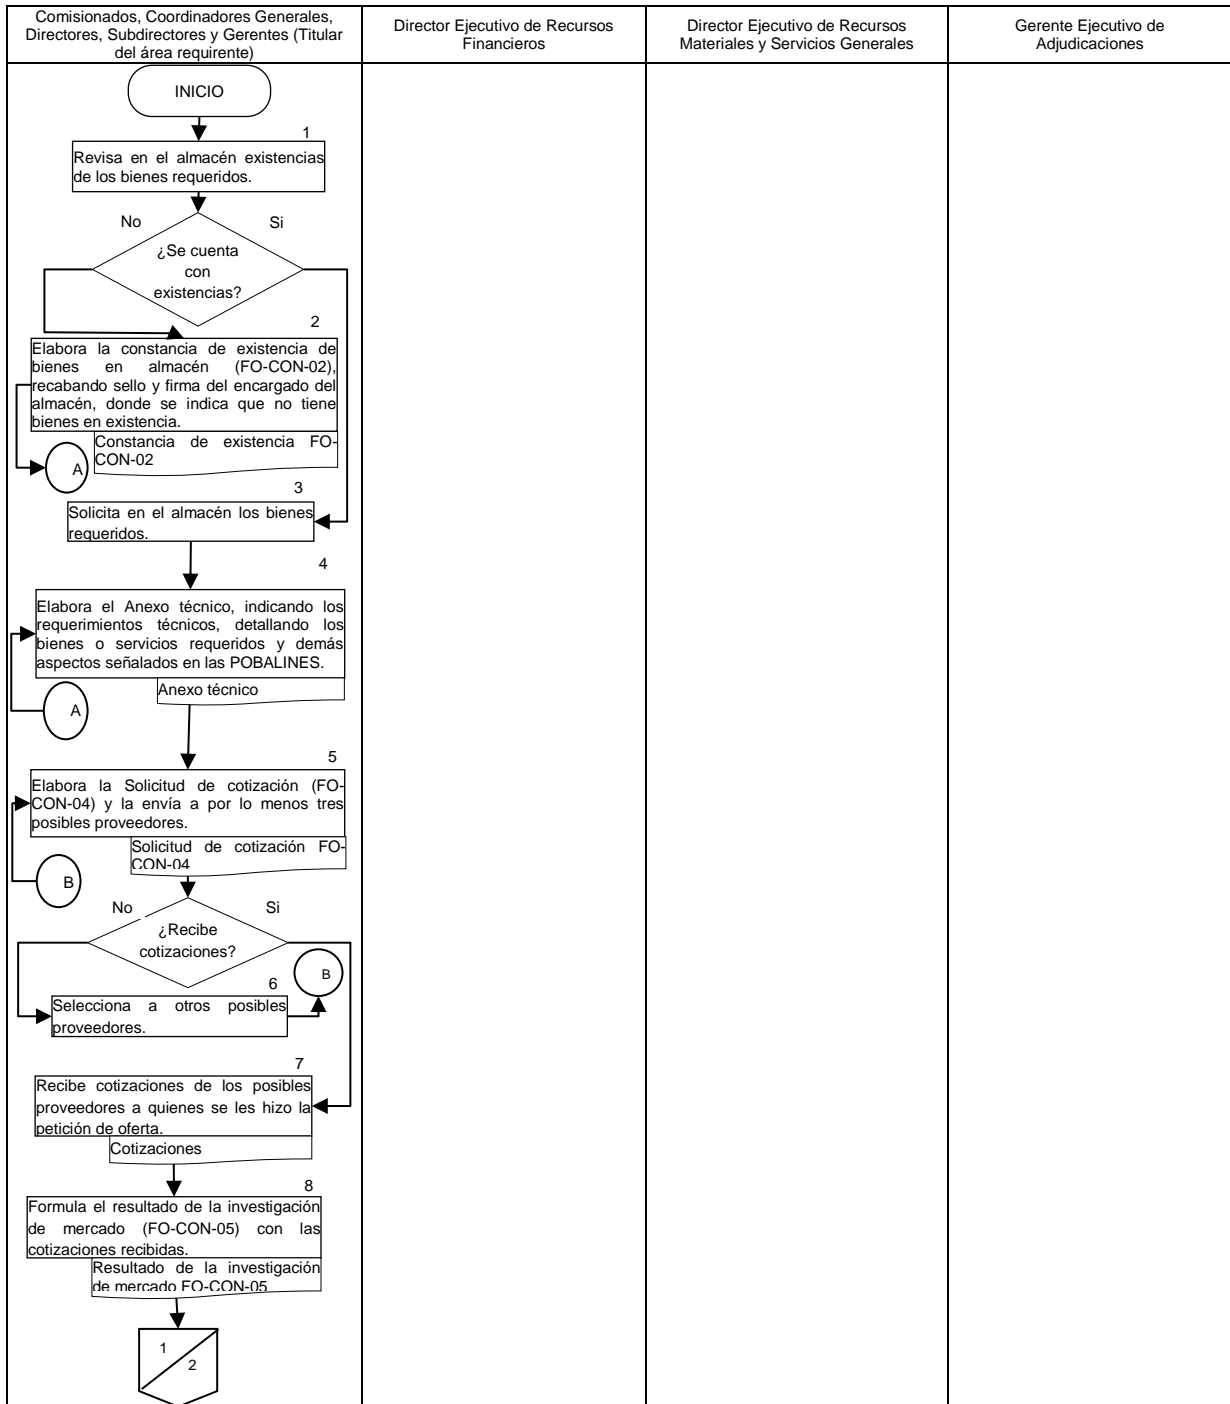 Comisionados, Coordinadores Generales,
Directores, Subdirectores y Gerentes (Titular
del área requirente)
Director Ejecutivo de Recursos
Financieros
Director Ejecutivo de Recursos
Materiales y Servicios Generales
Gerente Ejecutivo de
Adjudicaciones
INICIO
1
Revisa en el almacén existencias
de los bienes requeridos.
No
Si
¿Se cuenta
con
existencias?
2
Elabora la constancia de existencia de
bienes en almacén (FO-CON-02),
recabando sello y firma del encargado del
almacén, donde se indica que no tiene
bienes en existencia.
Constancia de existencia FO-
CON-02
A
3
Solicita en el almacén los bienes
requeridos.
4
Elabora el Anexo técnico, indicando los
requerimientos técnicos, detallando los
bienes o servicios requeridos y demás
aspectos señalados en las POBALINES.
Anexo técnico
A
5
Elabora la Solicitud de cotización (FO-
CON-04) y la envía a por lo menos tres
posibles proveedores.
Solicitud de cotización FO-
CON-04
B
No
Si
¿Recibe
cotizaciones?
B
6
Selecciona a otros posibles
proveedores.
7
Recibe cotizaciones de los posibles
proveedores a quienes se les hizo la
petición de oferta.
Cotizaciones
8
Formula el resultado de la investigación
de mercado (FO-CON-05) con las
cotizaciones recibidas.
Resultado de la investigación
de mercado FO-CON-05
1
2